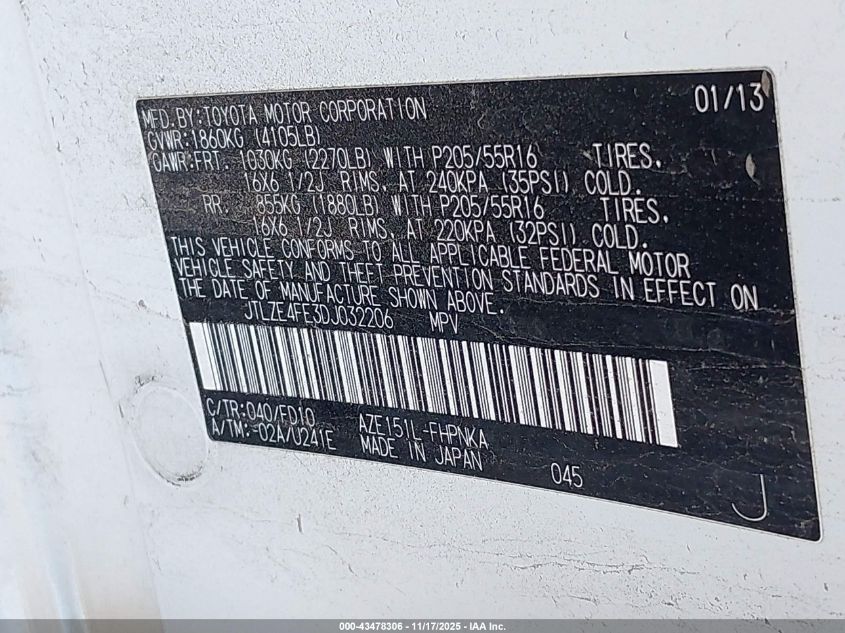 MFD.BY:TOYOTA MOTOR CORPORATION 01/13
GVWR:1860KG (4105LB)
GAWR:FRT. 1030KG (2270LB) WITH P205/55R16 TIRES,
16X6 1/2J RIMS, AT 240KPA (35PSI) COLD.
RR. 855KG (1880LB) WITH P205/55R16 TIRES,
16X6 1/2J RIMS, AT 220KPA (32PSI) COLD.
THIS VEHICLE CONFORMS TO ALL APPLICABLE FEDERAL MOTOR
VEHICLE SAFETY AND THEFT PREVENTION STANDARDS IN EFFECT ON
THE DATE OF MANUFACTURE SHOWN ABOVE.
JTLZE4FE3DJ032206 MPV
C/TR:040/FD10 AZE151L-FHPNKA
A/TM:-02A/U241E MADE IN JAPAN
045
J
000-43478306 - 11/17/2025 - IAA Inc.